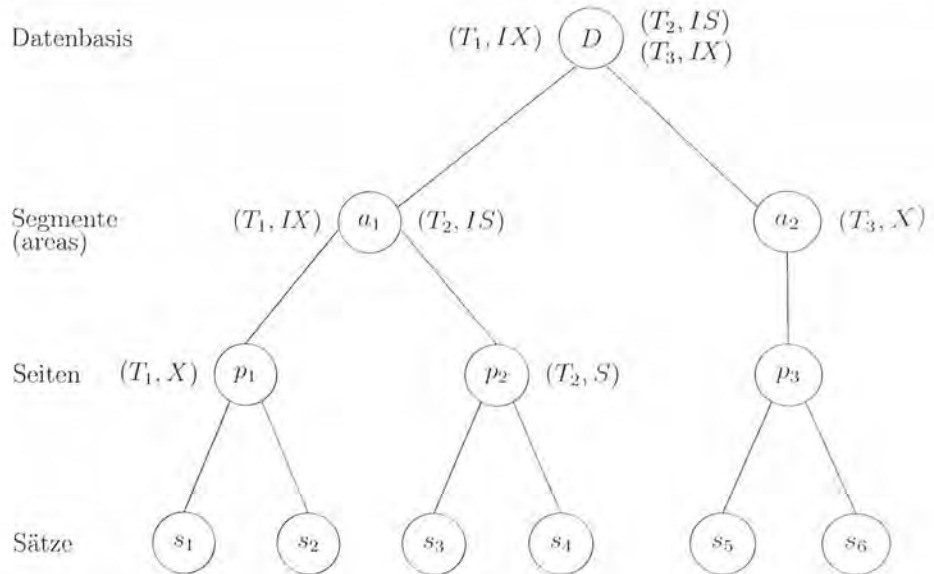 Datenbasis (T₁, IX) D (T₂, IS)
(T₃, IX)
Segmente (T₁, IX) a₁ (T₂, IS) a₂ (T₃, X)
(areas)
Seiten (T₁, X) p₁ p₂ (T₂, S) p₃
Sätze s₁ s₂ s₃ s₄ s₅ s₆